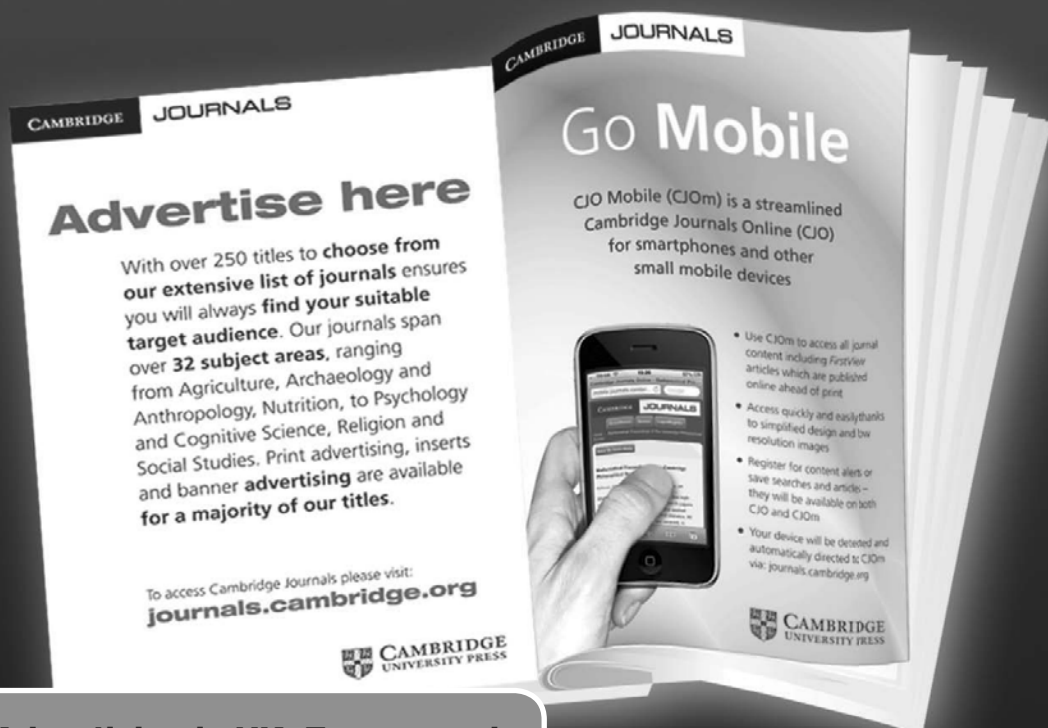 CAMBRIDGE JOURNALS
Advertise here
With over 250 titles to choose from
our extensive list of journals ensures
you will always find your suitable
target audience. Our journals span
over 32 subject areas, ranging
from Agriculture, Archaeology and
Anthropology, Nutrition, to Psychology
and Cognitive Science, Religion and
Social Studies. Print advertising, inserts
and banner advertising are available
for a majority of our titles.
To access Cambridge Journals please visit:
journals.cambridge.org
CAMBRIDGE
UNIVERSITY PRESS
CAMBRIDGE JOURNALS
Go Mobile
CJO Mobile (CJOm) is a streamlined
Cambridge Journals Online (CJO)
for smartphones and other
small mobile devices
CAMBRIDGE JOURNALS
• Use CJOm to access all journal
content including FirstView
articles which are published
online ahead of print
• Access quickly and easilythanks
to simplified design and bw
resolution images
• Register for content alerts or
save searches and articles –
they will be available on both
CJO and CJOm
• Your device will be detected and
automatically directed to CJOm
via: journals.cambridge.org
CAMBRIDGE
UNIVERSITY PRESS